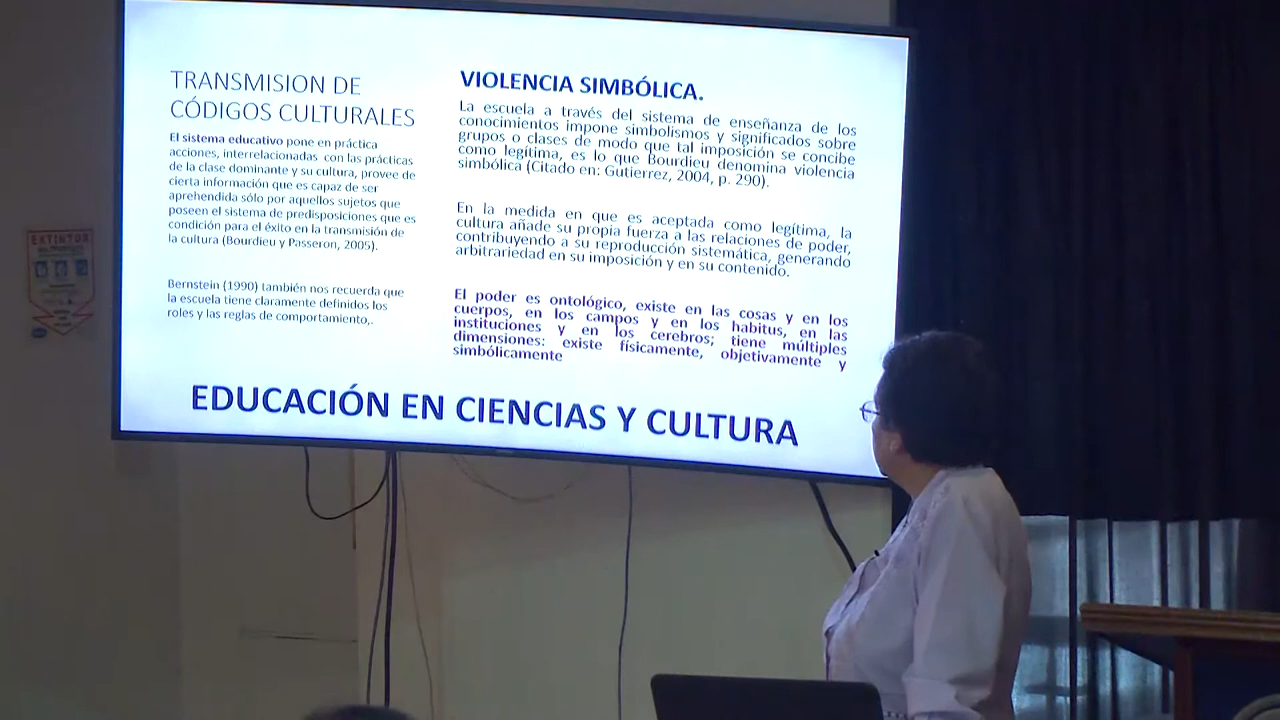 TRANSMISION DE
CÓDIGOS CULTURALES
El sistema educativo pone en práctica
acciones, interrelacionadas con las prácticas
de la clase dominante y su cultura, provee de
cierta información que es capaz de ser
aprehendida sólo por aquellos sujetos que
poseen el sistema de predisposiciones que es
condición para el éxito en la transmisión de
la cultura (Bourdieu y Passeron, 2005).
Bernstein (1990) también nos recuerda que
la escuela tiene claramente definidos los
roles y las reglas de comportamiento,.
VIOLENCIA SIMBÓLICA.
La escuela a través del sistema de enseñanza de los
conocimientos impone simbolismos y significados sobre
grupos o clases de modo que tal imposición se concibe
como legítima, es lo que Bourdieu denomina violencia
simbólica (Citado en: Gutierrez, 2004, p. 290).
En la medida en que es aceptada como legítima, la
cultura añade su propia fuerza a las relaciones de poder,
contribuyendo a su reproducción sistemática, generando
arbitrariedad en su imposición y en su contenido.
El poder es ontológico, existe en las cosas y en los
cuerpos, en los campos y en los habitus, en las
instituciones y en los cerebros; tiene múltiples
dimensiones: existe físicamente, objetivamente y
simbólicamente
EDUCACIÓN EN CIENCIAS Y CULTURA
EXTINTOR